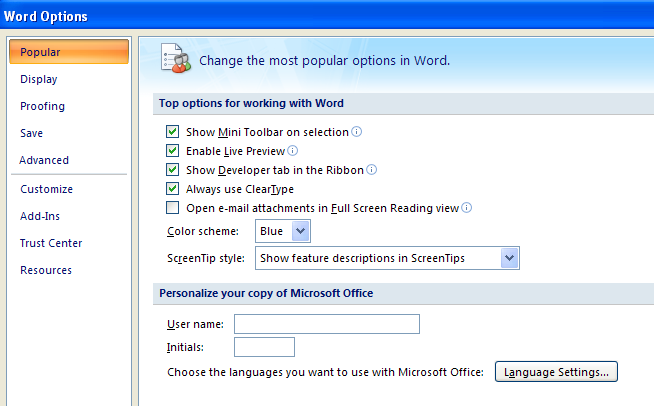 Word Options
Popular
Display
Proofing
Save
Advanced
Customize
Add-Ins
Trust Center
Resources
Change the most popular options in Word.
Top options for working with Word
Show Mini Toolbar on selection
Enable Live Preview
Show Developer tab in the Ribbon
Always use ClearType
Open e-mail attachments in Full Screen Reading view
Color scheme: Blue
ScreenTip style: Show feature descriptions in ScreenTips
Personalize your copy of Microsoft Office
User name:
Initials:
Choose the languages you want to use with Microsoft Office: Language Settings...